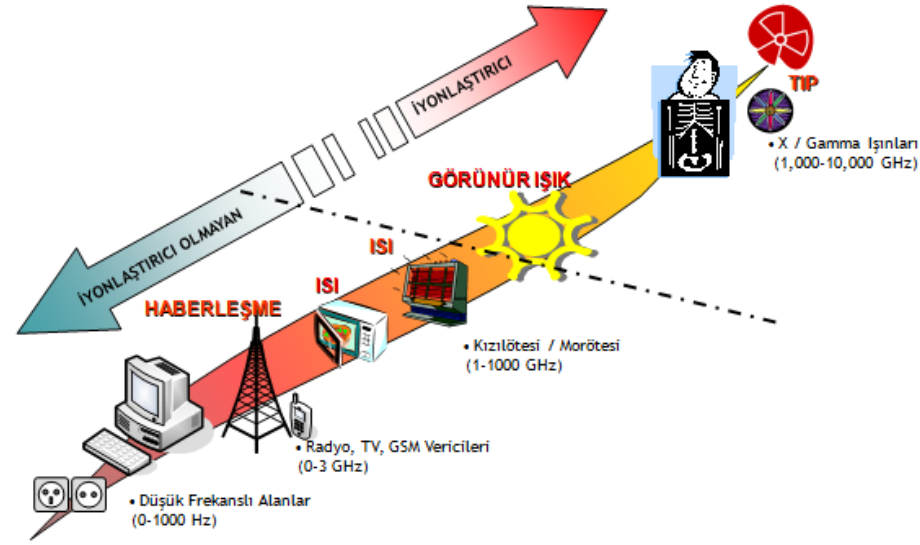 İYONLAŞTIRICI
TIP
• X / Gamma Işınları
(1,000-10,000 GHz)
GÖRÜNÜR IŞIK
İYONLAŞTIRICI OLMAYAN
ISI
ISI
HABERLEŞME
• Kızılötesi / Morötesi
(1-1000 GHz)
• Radyo, TV, GSM Vericileri
(0-3 GHz)
• Düşük Frekanslı Alanlar
(0-1000 Hz)